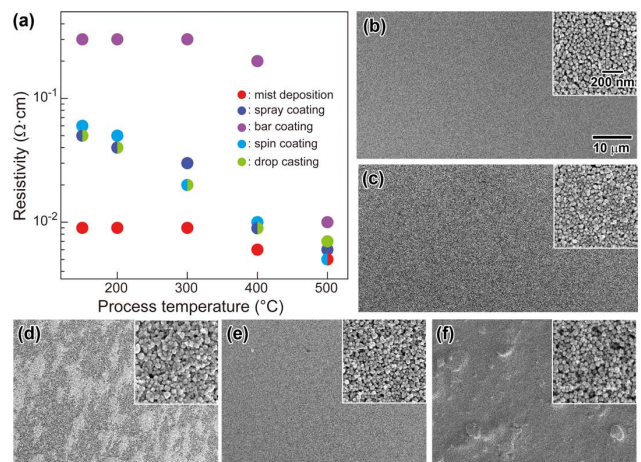 (a)
Resistivity (Ω·cm)
10⁻¹
10⁻²
: mist deposition
: spray coating
: bar coating
: spin coating
: drop casting
200 300 400 500
Process temperature (°C)
(b)
200 nm
10 μm
(c)
(d)
(e)
(f)